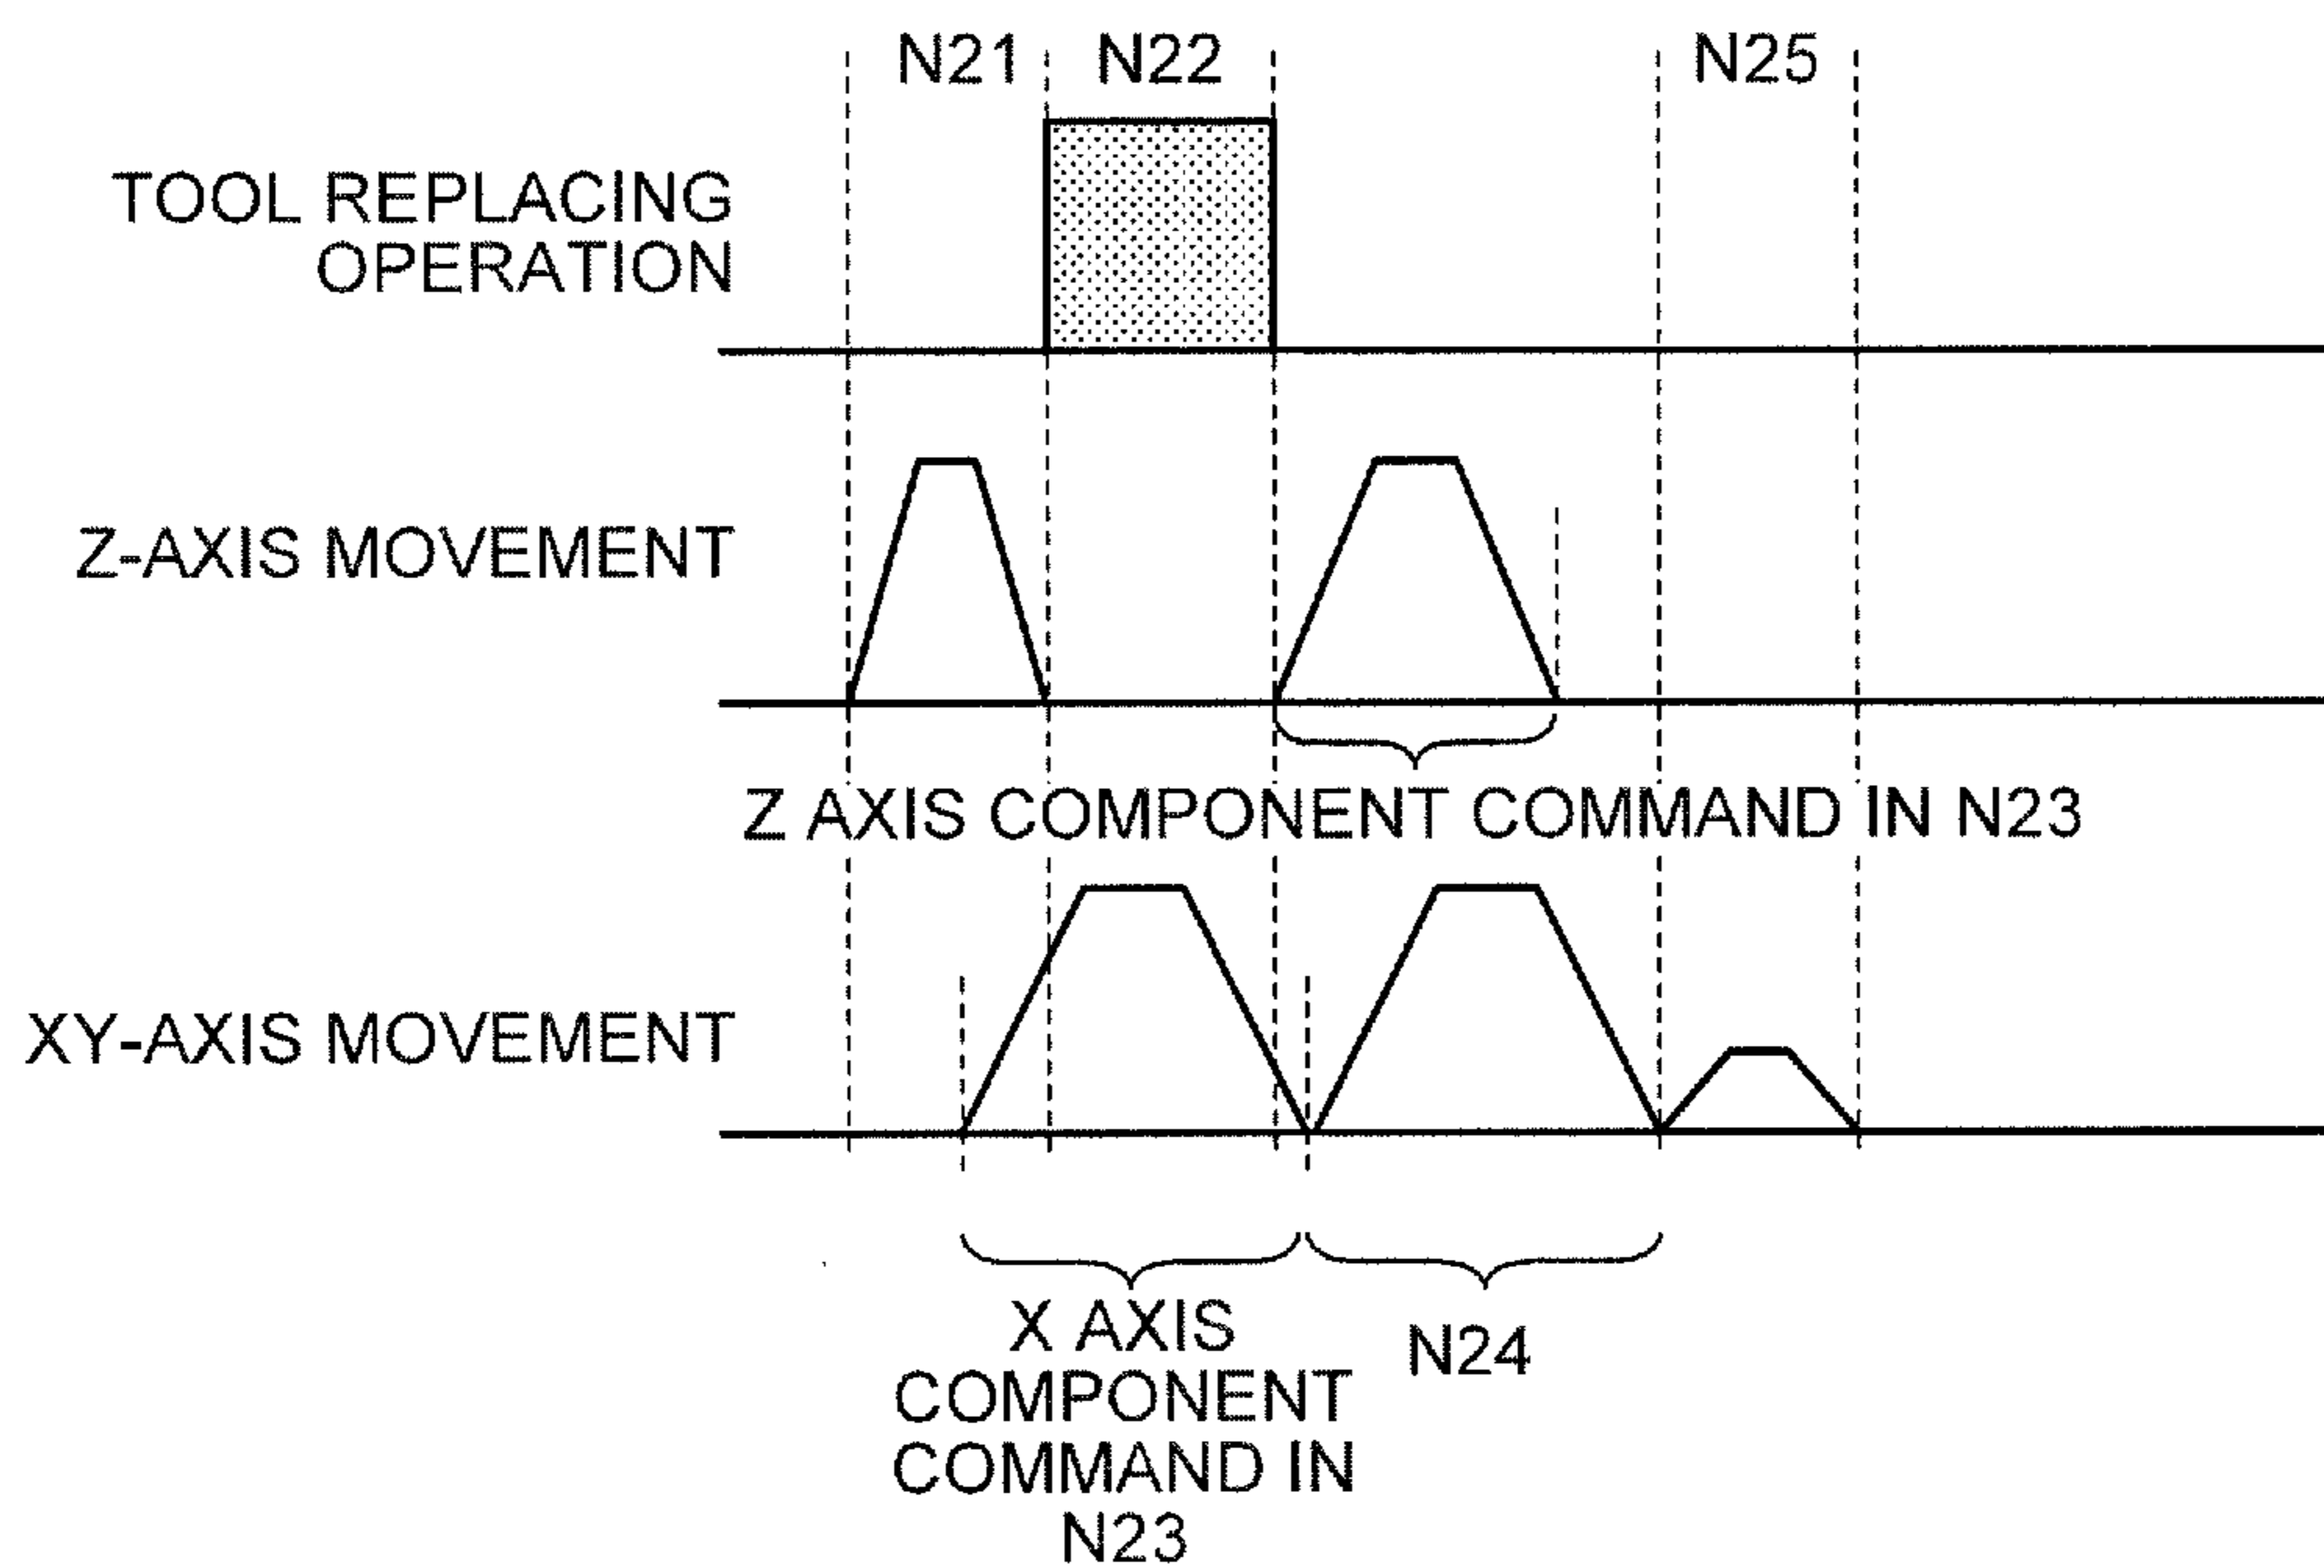 N21 N22 N25
TOOL REPLACING
OPERATION
Z-AXIS MOVEMENT
Z AXIS COMPONENT COMMAND IN N23
XY-AXIS MOVEMENT
X AXIS
COMPONENT
COMMAND IN
N23
N24